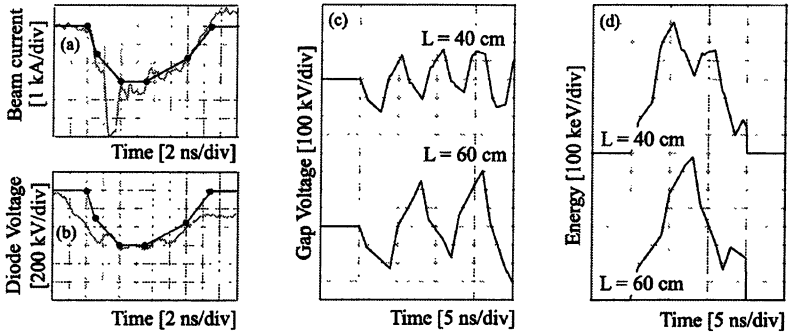 (a)
Beam current
[1 kA/div]
Time [2 ns/div]
(b)
Diode Voltage
[200 kV/div]
Time [2 ns/div]
(c)
L = 40 cm
L = 60 cm
Gap Voltage [100 kV/div]
Time [5 ns/div]
(d)
L = 40 cm
L = 60 cm
Energy [100 keV/div]
Time [5 ns/div]